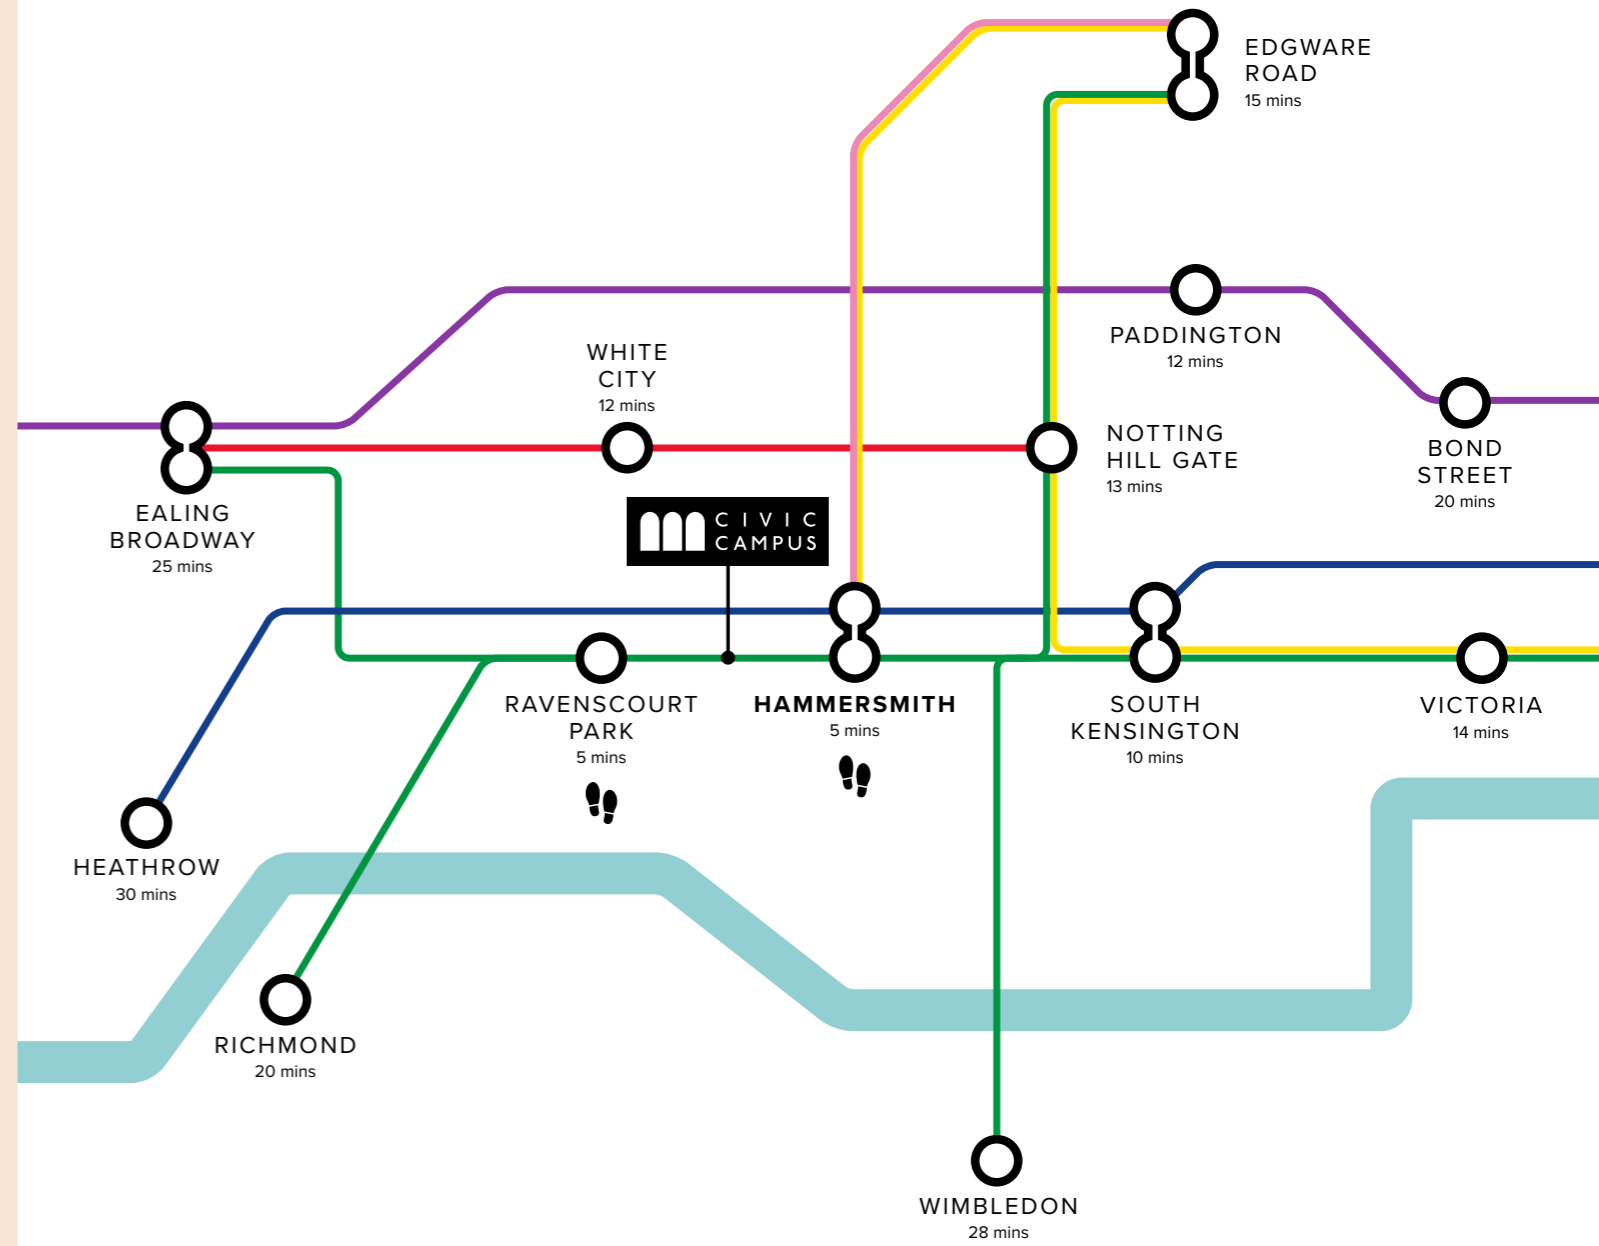 EDGWARE
ROAD
15 mins
PADDINGTON
12 mins
WHITE
CITY
12 mins
NOTTING
HILL GATE
13 mins
BOND
STREET
20 mins
EALING
BROADWAY
25 mins
CIVIC
CAMPUS
RAVENSCOURT
PARK
5 mins
HAMMERSMITH
5 mins
SOUTH
KENSINGTON
10 mins
VICTORIA
14 mins
HEATHROW
30 mins
RICHMOND
20 mins
WIMBLEDON
28 mins